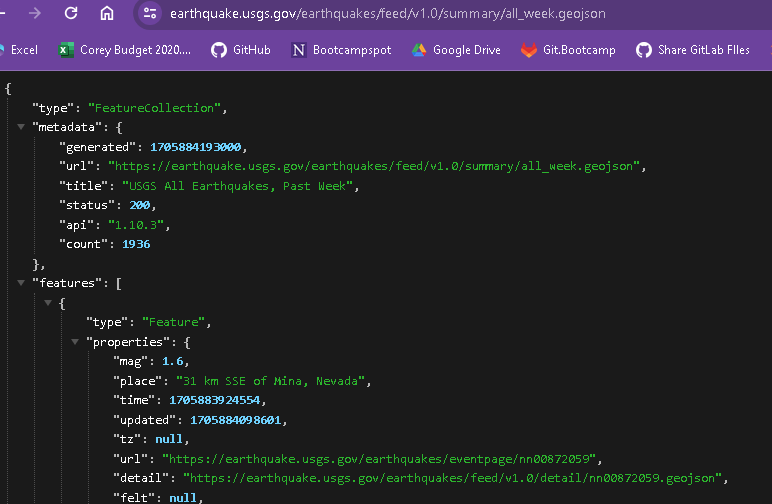 earthquake.usgs.gov/earthquakes/feed/v1.0/summary/all_week.geojson
Excel Corey Budget 2020.... GitHub Bootcampspot Google Drive Git.Bootcamp Share GitLab FIles
{
"type": "FeatureCollection",
"metadata": {
"generated": 1705884193000,
"url": "https://earthquake.usgs.gov/earthquakes/feed/v1.0/summary/all_week.geojson",
"title": "USGS All Earthquakes, Past Week",
"status": 200,
"api": "1.10.3",
"count": 1936
},
"features": [
{
"type": "Feature",
"properties": {
"mag": 1.6,
"place": "31 km SSE of Mina, Nevada",
"time": 1705883924554,
"updated": 1705884098601,
"tz": null,
"url": "https://earthquake.usgs.gov/earthquakes/eventpage/nn00872059",
"detail": "https://earthquake.usgs.gov/earthquakes/feed/v1.0/detail/nn00872059.geojson",
"felt": null,